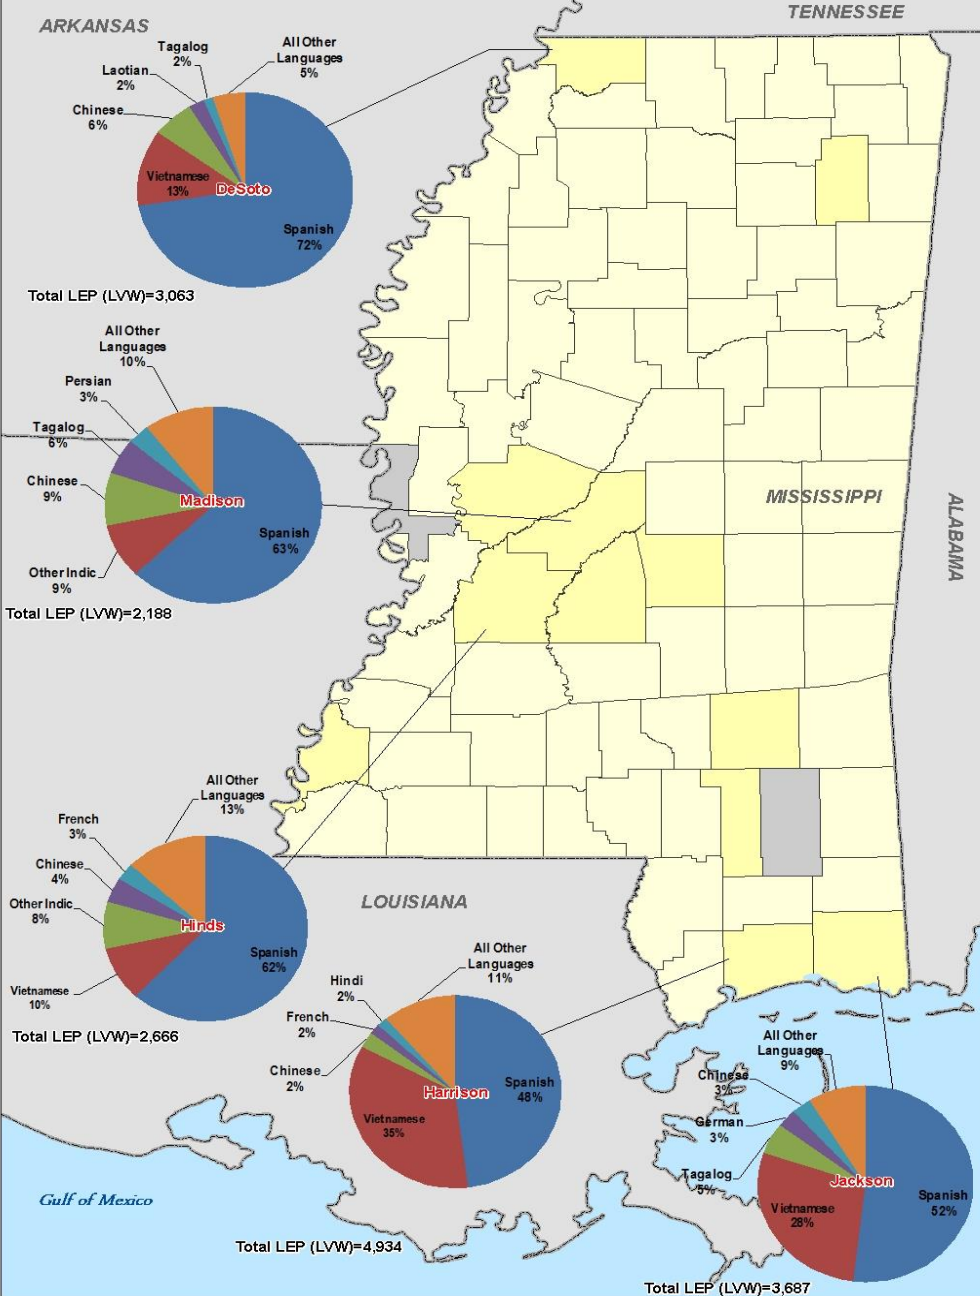 TENNESSEE
ARKANSAS
Tagalog
2%
All Other
Languages
5%
Laotian
2%
Chinese
6%
Vietnamese
13%
DeSoto
Spanish
72%
Total LEP (LVW)=3,063
All Other
Languages
10%
Persian
3%
Tagalog
6%
Chinese
9%
Madison
Spanish
63%
Other Indic
9%
Total LEP (LVW)=2,188
MISSISSIPPI
ALABAMA
All Other
Languages
13%
French
3%
Chinese
4%
Other Indic
8%
Hinds
Spanish
62%
Vietnamese
10%
Total LEP (LVW)=2,666
LOUISIANA
All Other
Languages
11%
Hindi
2%
French
2%
Chinese
2%
Harrison
Spanish
48%
Vietnamese
35%
Total LEP (LVW)=4,934
All Other
Languages
9%
Chinese
3%
German
3%
Tagalog
5%
Jackson
Spanish
52%
Vietnamese
28%
Total LEP (LVW)=3,687
Gulf of Mexico